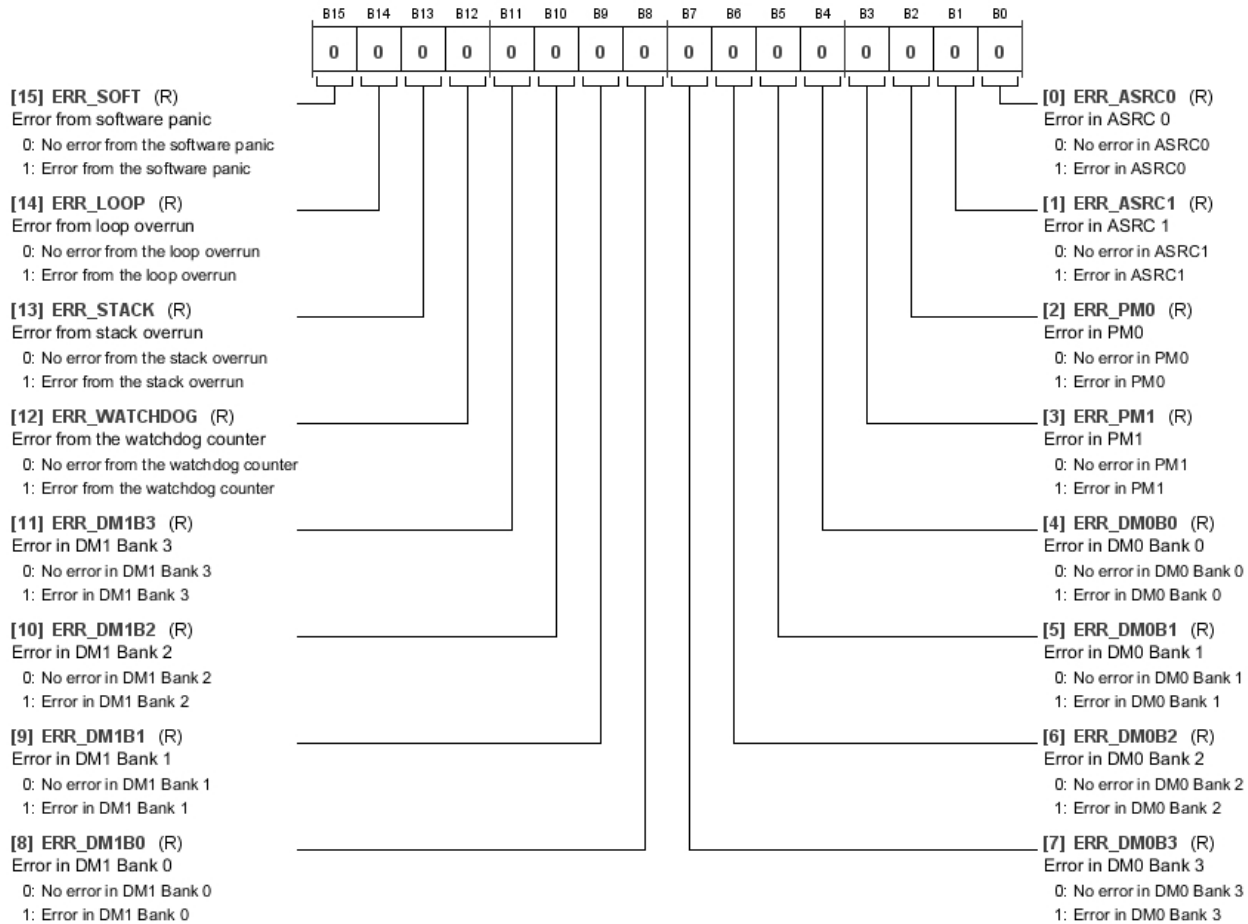 B15 B14 B13 B12 B11 B10 B9 B8 B7 B6 B5 B4 B3 B2 B1 B0
0 0 0 0 0 0 0 0 0 0 0 0 0 0 0 0
[15] ERR_SOFT (R)
Error from software panic
0: No error from the software panic
1: Error from the software panic
[14] ERR_LOOP (R)
Error from loop overrun
0: No error from the loop overrun
1: Error from the loop overrun
[13] ERR_STACK (R)
Error from stack overrun
0: No error from the stack overrun
1: Error from the stack overrun
[12] ERR_WATCHDOG (R)
Error from the watchdog counter
0: No error from the watchdog counter
1: Error from the watchdog counter
[11] ERR_DM1B3 (R)
Error in DM1 Bank 3
0: No error in DM1 Bank 3
1: Error in DM1 Bank 3
[10] ERR_DM1B2 (R)
Error in DM1 Bank 2
0: No error in DM1 Bank 2
1: Error in DM1 Bank 2
[9] ERR_DM1B1 (R)
Error in DM1 Bank 1
0: No error in DM1 Bank 1
1: Error in DM1 Bank 1
[8] ERR_DM1B0 (R)
Error in DM1 Bank 0
0: No error in DM1 Bank 0
1: Error in DM1 Bank 0
[0] ERR_ASRC0 (R)
Error in ASRC 0
0: No error in ASRC0
1: Error in ASRC0
[1] ERR_ASRC1 (R)
Error in ASRC 1
0: No error in ASRC1
1: Error in ASRC1
[2] ERR_PM0 (R)
Error in PM0
0: No error in PM0
1: Error in PM0
[3] ERR_PM1 (R)
Error in PM1
0: No error in PM1
1: Error in PM1
[4] ERR_DM0B0 (R)
Error in DM0 Bank 0
0: No error in DM0 Bank 0
1: Error in DM0 Bank 0
[5] ERR_DM0B1 (R)
Error in DM0 Bank 1
0: No error in DM0 Bank 1
1: Error in DM0 Bank 1
[6] ERR_DM0B2 (R)
Error in DM0 Bank 2
0: No error in DM0 Bank 2
1: Error in DM0 Bank 2
[7] ERR_DM0B3 (R)
Error in DM0 Bank 3
0: No error in DM0 Bank 3
1: Error in DM0 Bank 3